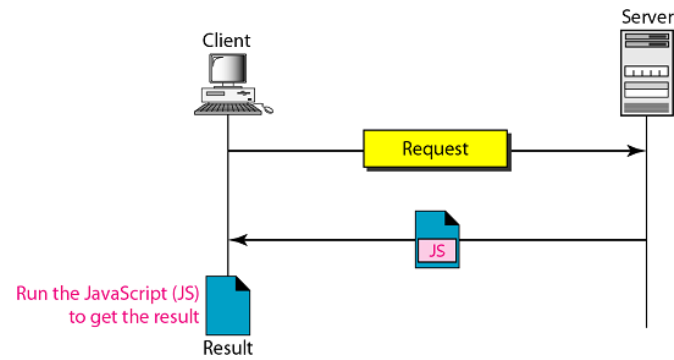 Server
Client
Request
JS
Run the JavaScript (JS)
to get the result
Result